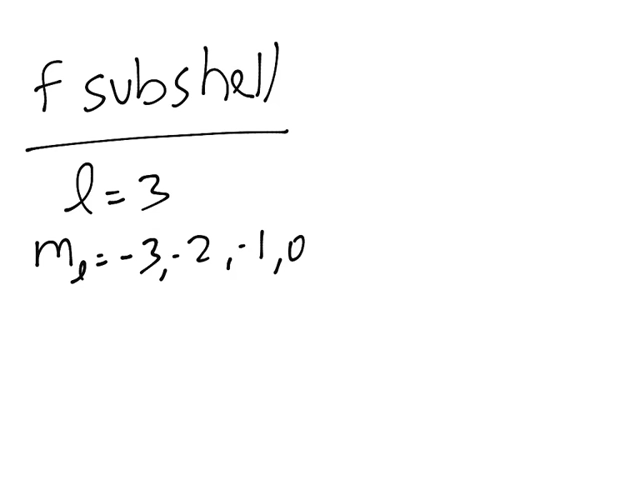 f subshell
l = 3
mₗ = -3, -2, -1, 0